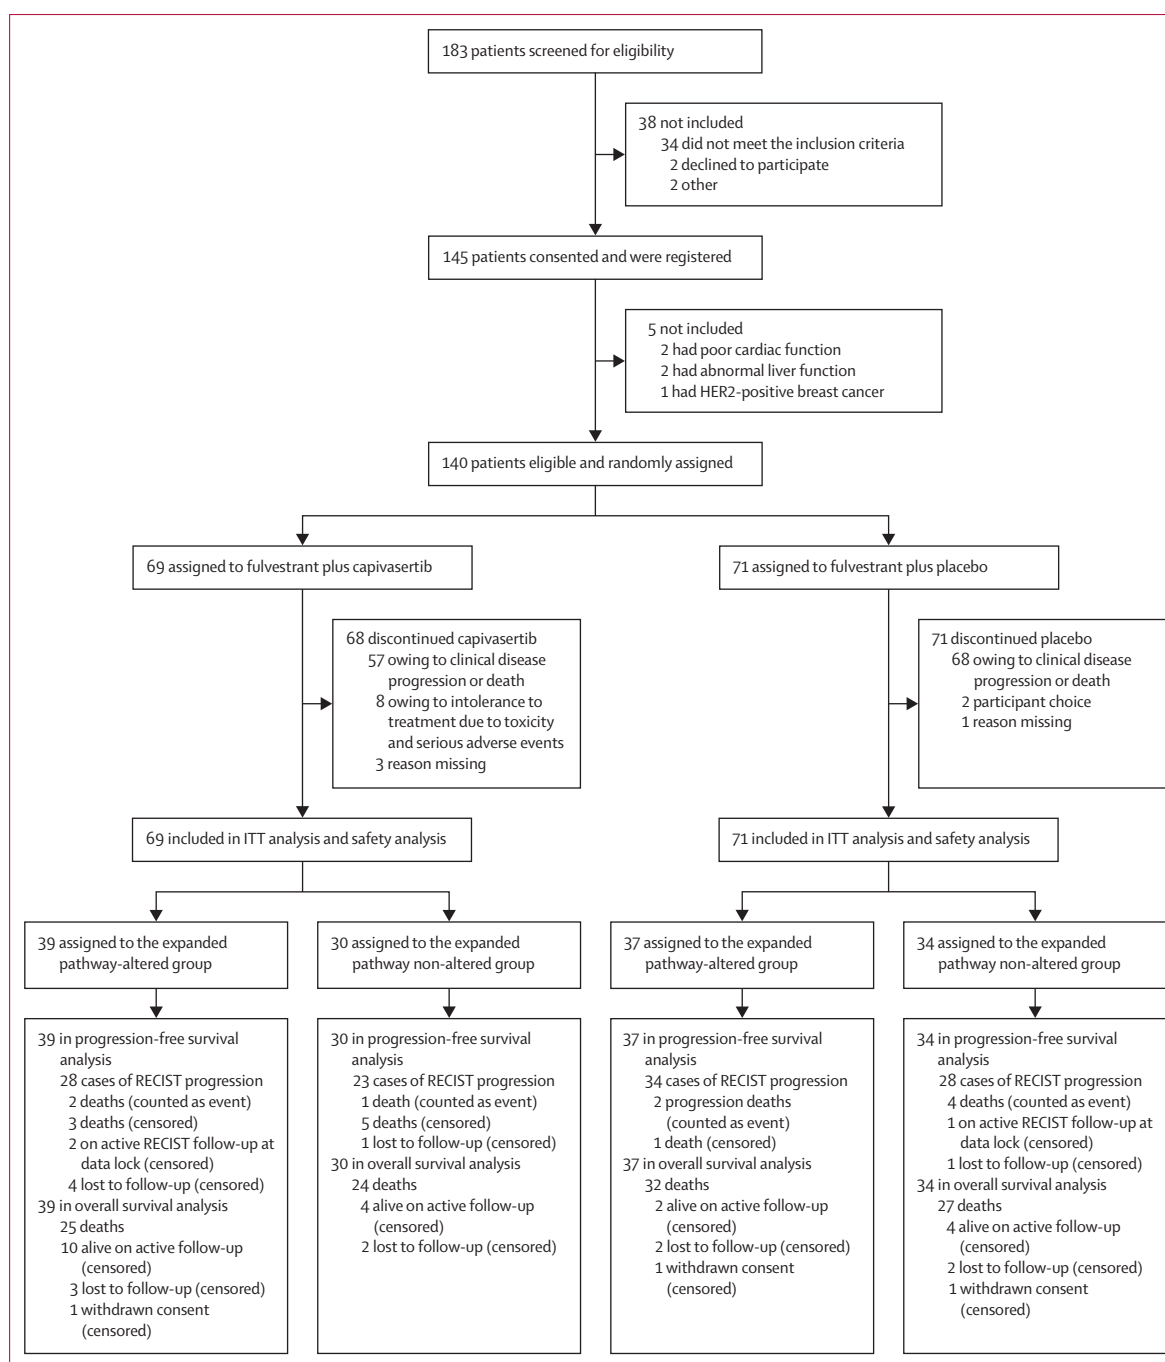 183 patients screened for eligibility
38 not included
34 did not meet the inclusion criteria
2 declined to participate
2 other
145 patients consented and were registered
5 not included
2 had poor cardiac function
2 had abnormal liver function
1 had HER2-positive breast cancer
140 patients eligible and randomly assigned
69 assigned to fulvestrant plus capivasertib
71 assigned to fulvestrant plus placebo
68 discontinued capivasertib
57 owing to clinical disease
progression or death
8 owing to intolerance to
treatment due to toxicity
and serious adverse events
3 reason missing
71 discontinued placebo
68 owing to clinical disease
progression or death
2 participant choice
1 reason missing
69 included in ITT analysis and safety analysis
71 included in ITT analysis and safety analysis
39 assigned to the expanded
pathway-altered group
30 assigned to the expanded
pathway non-altered group
37 assigned to the expanded
pathway-altered group
34 assigned to the expanded
pathway non-altered group
39 in progression-free survival
analysis
28 cases of RECIST progression
2 deaths (counted as event)
3 deaths (censored)
2 on active RECIST follow-up at
data lock (censored)
4 lost to follow-up (censored)
39 in overall survival analysis
25 deaths
10 alive on active follow-up
(censored)
3 lost to follow-up (censored)
1 withdrawn consent
(censored)
30 in progression-free survival
analysis
23 cases of RECIST progression
1 death (counted as event)
5 deaths (censored)
1 lost to follow-up (censored)
30 in overall survival analysis
24 deaths
4 alive on active follow-up
(censored)
2 lost to follow-up (censored)
37 in progression-free survival
analysis
34 cases of RECIST progression
2 progression deaths
(counted as event)
1 death (censored)
37 in overall survival analysis
32 deaths
2 alive on active follow-up
(censored)
2 lost to follow-up (censored)
1 withdrawn consent
(censored)
34 in progression-free survival
analysis
28 cases of RECIST progression
4 deaths (counted as event)
1 on active RECIST follow-up at
data lock (censored)
1 lost to follow-up (censored)
34 in overall survival analysis
27 deaths
4 alive on active follow-up
(censored)
2 lost to follow-up (censored)
1 withdrawn consent
(censored)